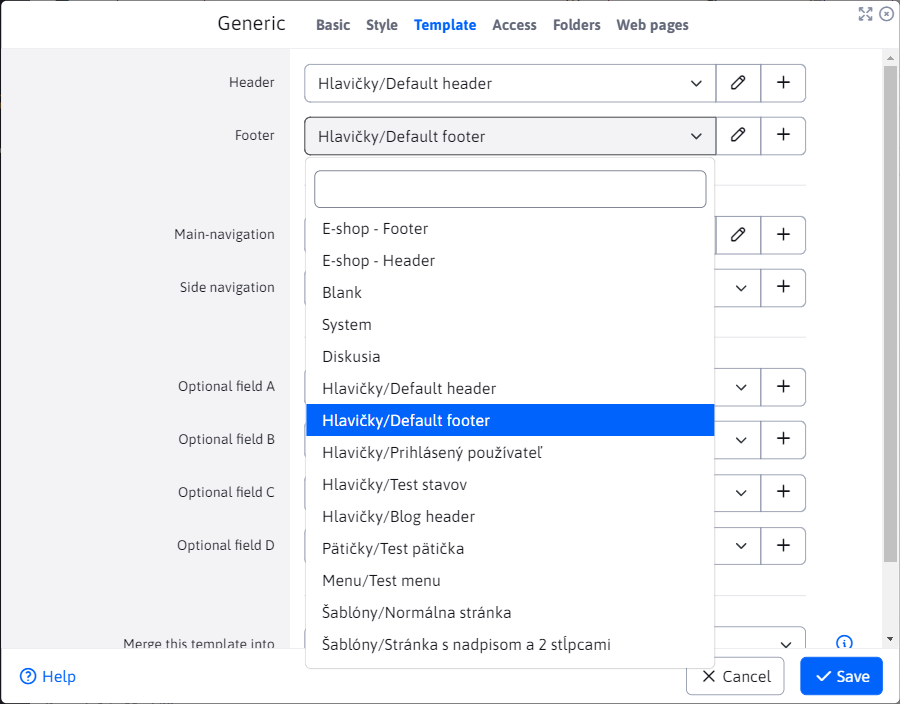 Generic Basic Style Template Access Folders Web pages
Header Hlavičky/Default header
Footer Hlavičky/Default footer
E-shop - Footer
Main-navigation
E-shop - Header
Side navigation
Blank
System
Diskusia
Optional field A
Hlavičky/Default header
Hlavičky/Default footer
Optional field B
Hlavičky/Prihlásený používateľ
Optional field C
Hlavičky/Test stavov
Hlavičky/Blog header
Optional field D
Pätičky/Test pätička
Menu/Test menu
Šablóny/Normálna stránka
Merge this template into
Šablóny/Stránka s nadpisom a 2 stĺpcami
Help Cancel Save